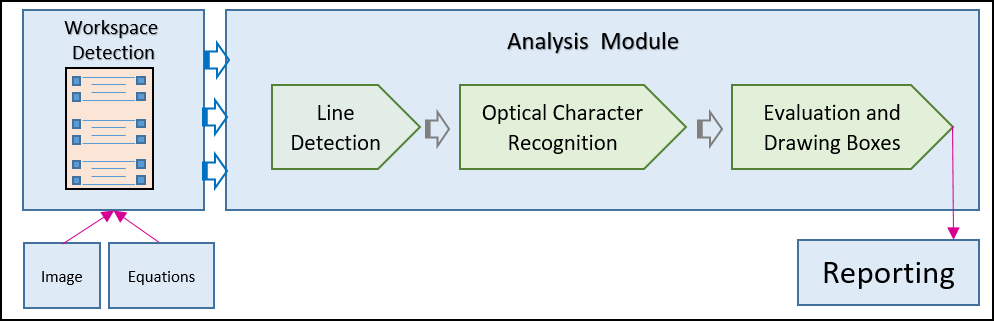 Workspace
Detection
Analysis Module
Line
Detection
Optical Character
Recognition
Evaluation and
Drawing Boxes
Image
Equations
Reporting